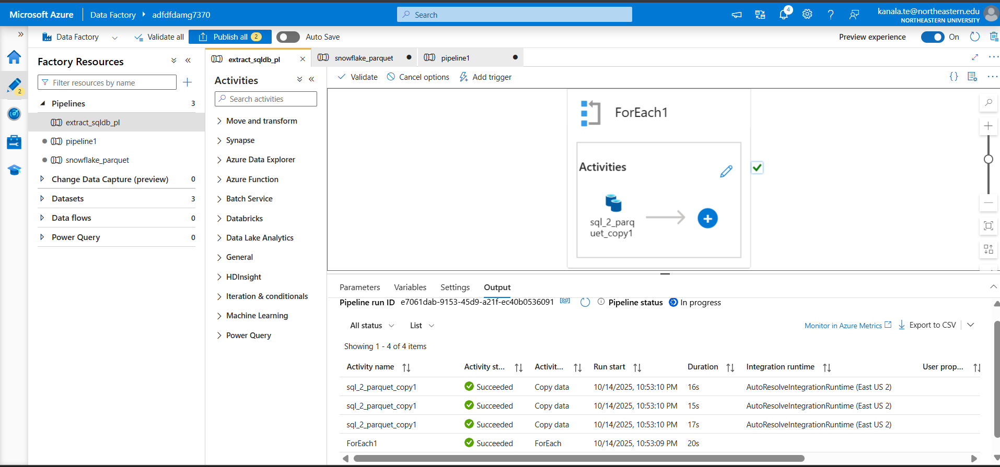 Microsoft Azure
Data Factory
adfdfdamg7370
Search
4
kanala.te@northeastern.edu
NORTHEASTERN UNIVERSITY
Data Factory
Validate all
Publish all
2
Auto Save
Preview experience
On
2
Factory Resources
Filter resources by name
Pipelines
3
extract_sqldb_pl
pipeline1
snowflake_parquet
Change Data Capture (preview)
0
Datasets
3
Data flows
0
Power Query
0
extract_sqldb_pl
snowflake_parquet
pipeline1
Activities
Search activities
Move and transform
Synapse
Azure Data Explorer
Azure Function
Batch Service
Databricks
Data Lake Analytics
General
HDInsight
Iteration & conditionals
Machine Learning
Power Query
Validate
Cancel options
Add trigger
ForEach1
Activities
sql_2_parq
uet_copy1
Parameters
Variables
Settings
Output
Pipeline run ID e7061dab-9153-45d9-a21f-ec40b0536091
Pipeline status
In progress
All status
List
Monitor in Azure Metrics
Export to CSV
Showing 1 - 4 of 4 items
Activity name Activity st... Activit... Run start Duration Integration runtime User prop...
sql_2_parquet_copy1 Succeeded Copy data 10/14/2025, 10:53:10 PM 16s AutoResolveIntegrationRuntime (East US 2)
sql_2_parquet_copy1 Succeeded Copy data 10/14/2025, 10:53:10 PM 15s AutoResolveIntegrationRuntime (East US 2)
sql_2_parquet_copy1 Succeeded Copy data 10/14/2025, 10:53:10 PM 17s AutoResolveIntegrationRuntime (East US 2)
ForEach1 Succeeded ForEach 10/14/2025, 10:53:09 PM 20s